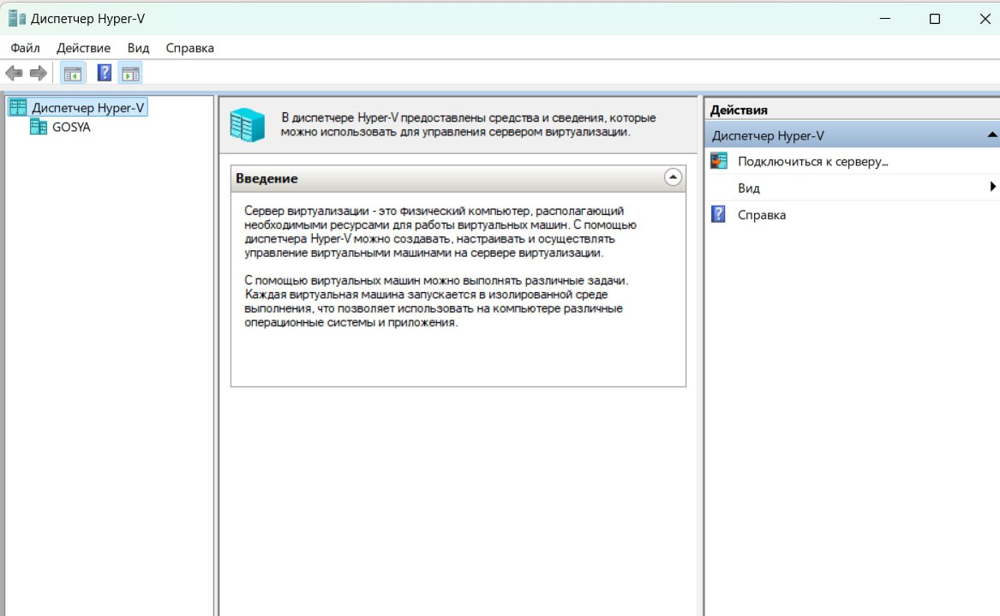 Диспетчер Hyper-V
Файл Действие Вид Справка
Диспетчер Hyper-V
GOSYA
В диспетчере Hyper-V предоставлены средства и сведения, которые
можно использовать для управления сервером виртуализации.
Введение
Сервер виртуализации - это физический компьютер, располагающий
необходимыми ресурсами для работы виртуальных машин. С помощью
диспетчера Hyper-V можно создавать, настраивать и осуществлять
управление виртуальными машинами на сервере виртуализации.
С помощью виртуальных машин можно выполнять различные задачи.
Каждая виртуальная машина запускается в изолированной среде
выполнения, что позволяет использовать на компьютере различные
операционные системы и приложения.
Действия
Диспетчер Hyper-V
Подключиться к серверу...
Вид
Справка